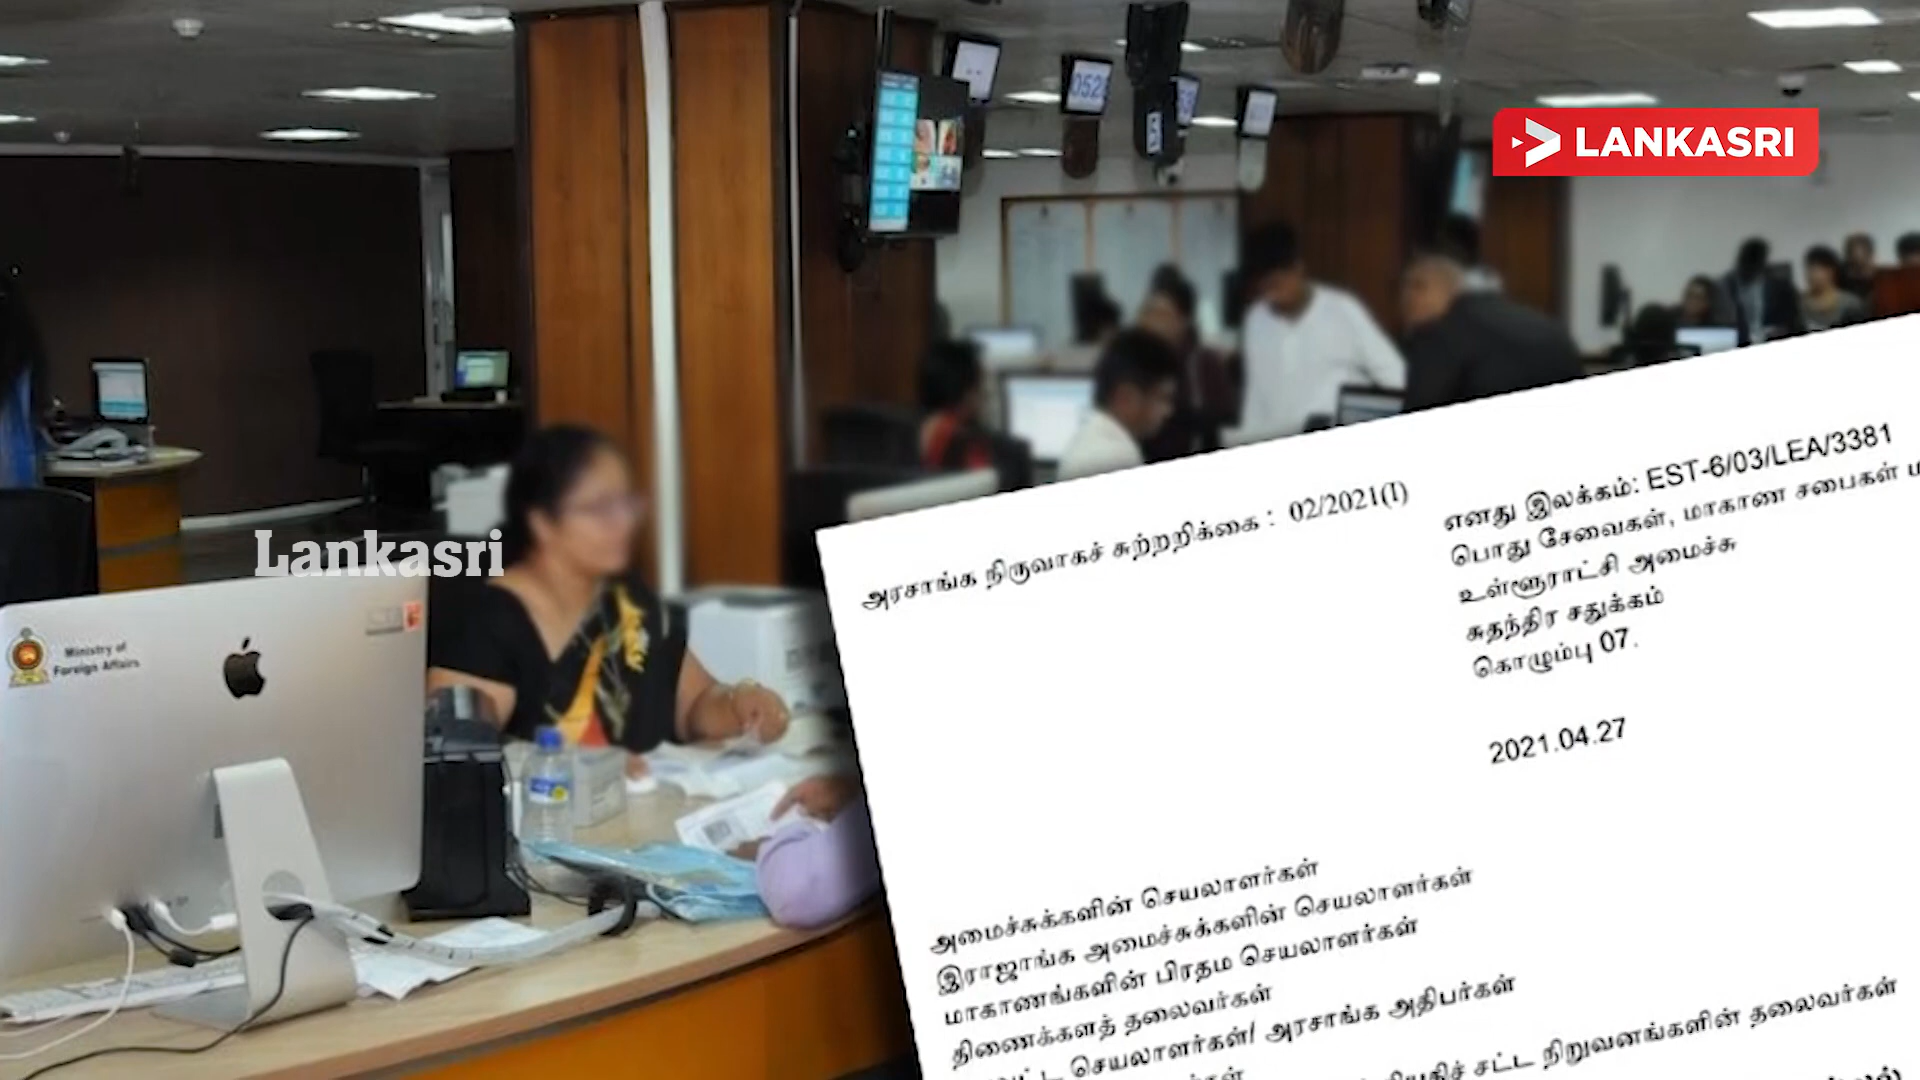 LANKASRI
052
Lankasri
Ministry of
Foreign Affairs
அரசாங்க நிருவாகச் சுற்றறிக்கை : 02/2021(I)
எனது இலக்கம்: EST-6/03/LEA/3381
பொது சேவைகள், மாகாண சபைகள்
உள்ளூராட்சி அமைச்சு
சுதந்திர சதுக்கம்
கொழும்பு 07.
2021.04.27
அமைச்சுக்களின் செயலாளர்கள்
இராஜாங்க அமைச்சுக்களின் செயலாளர்கள்
மாகாணங்களின் பிரதம செயலாளர்கள்
திணைக்களத் தலைவர்கள்
செயலாளர்கள்/ அரசாங்க அதிபர்கள்
சட்ட நிறுவனங்களின் தலைவர்கள்